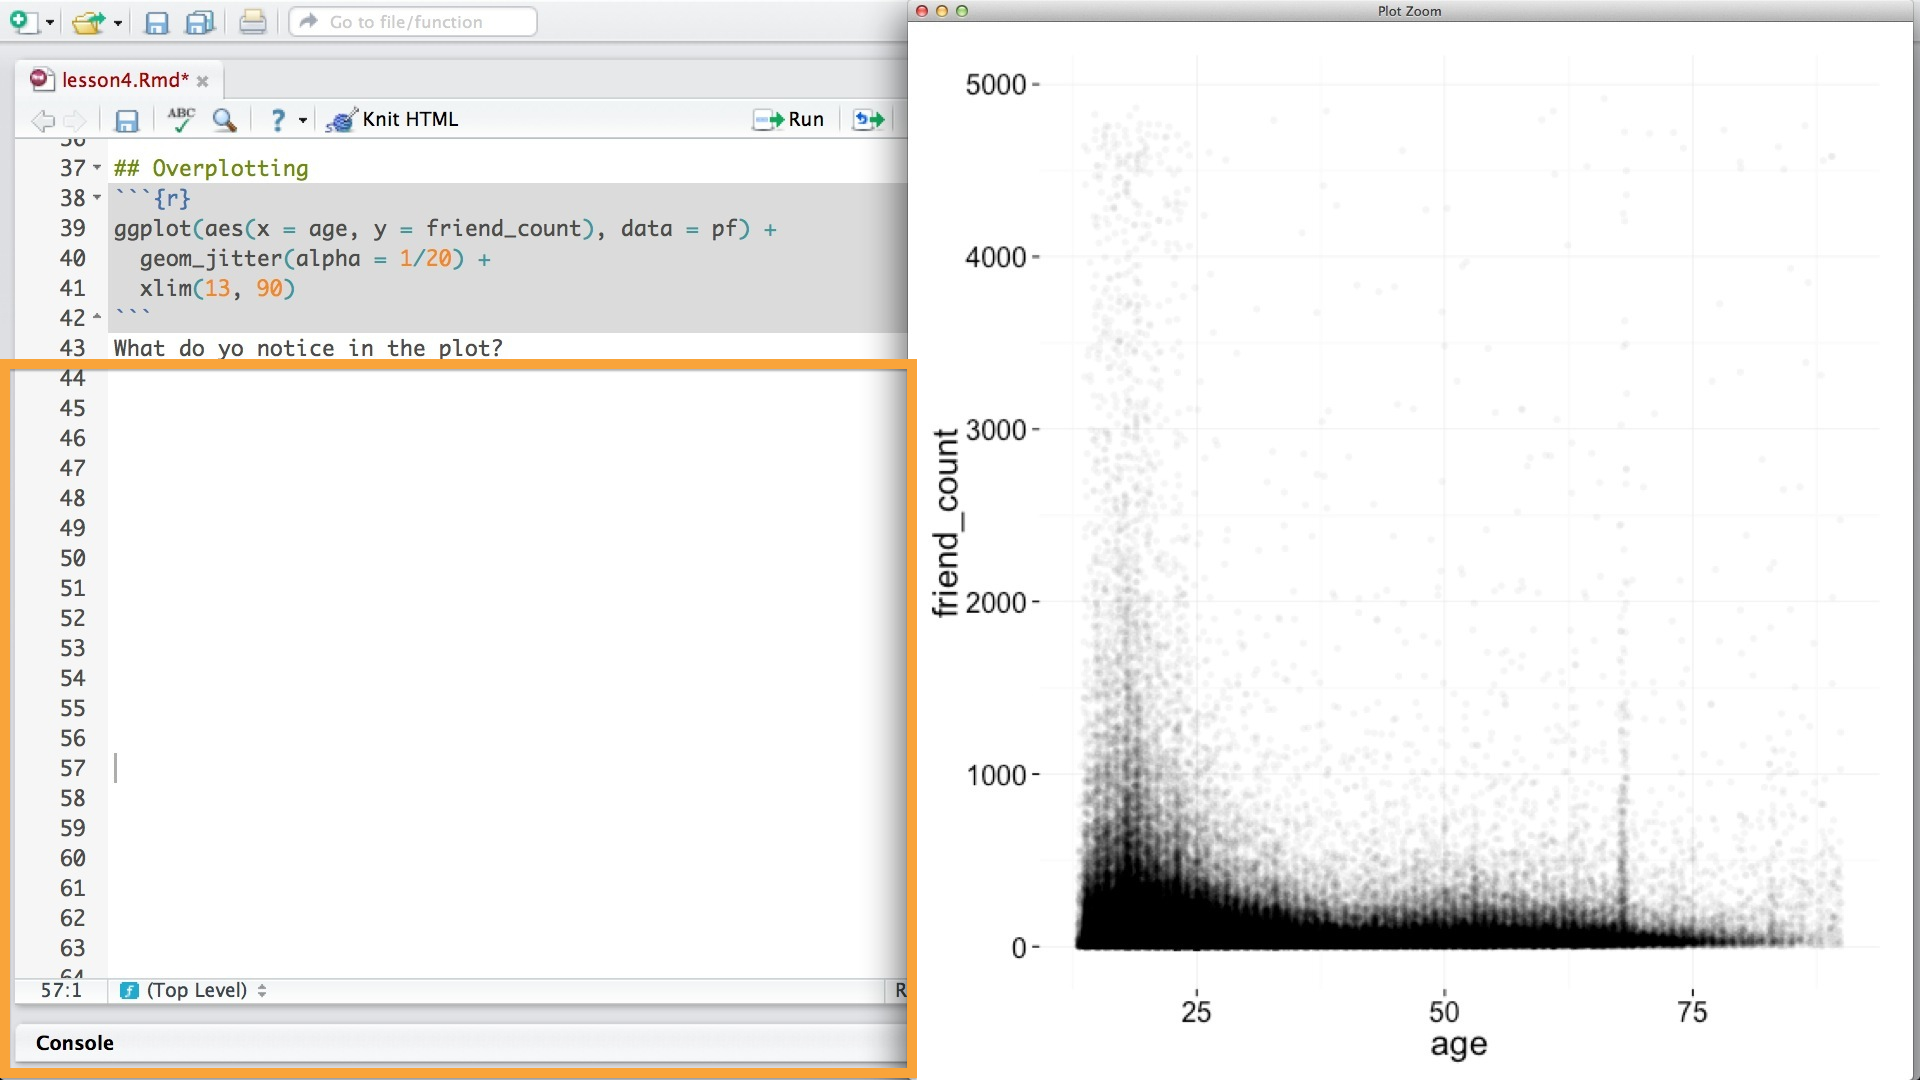 Go to file/function
lesson4.Rmd*
ABC
?
Knit HTML
Run
36
37 ## Overplotting
38 ```{r}
39 ggplot(aes(x = age, y = friend_count), data = pf) +
40 geom_jitter(alpha = 1/20) +
41 xlim(13, 90)
42 ```
43 What do yo notice in the plot?
44
45
46
47
48
49
50
51
52
53
54
55
56
57
58
59
60
61
62
63
64
57:1 (Top Level) R
Console
Plot Zoom
5000
4000
3000
2000
1000
0
friend_count
25 50 75
age